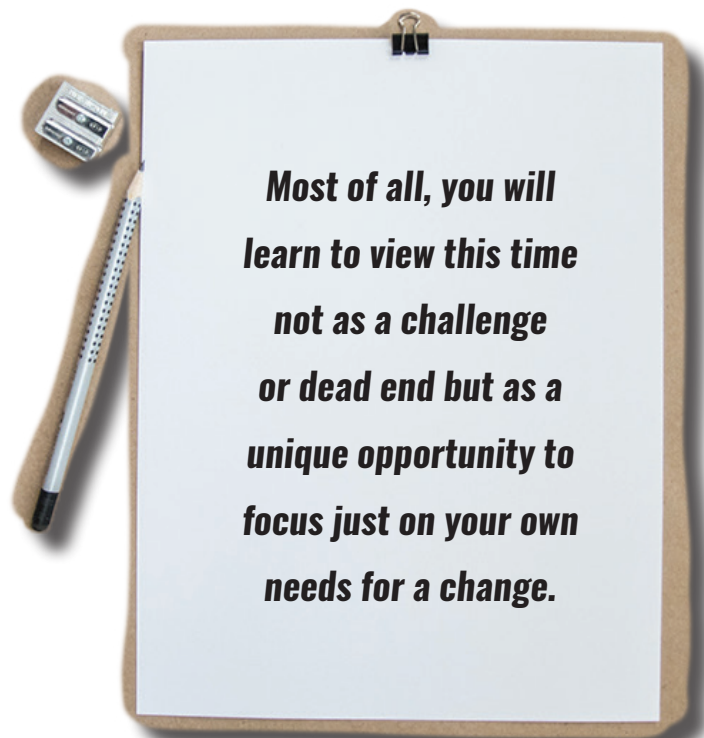 Most of all, you will
learn to view this time
not as a challenge
or dead end but as a
unique opportunity to
focus just on your own
needs for a change.